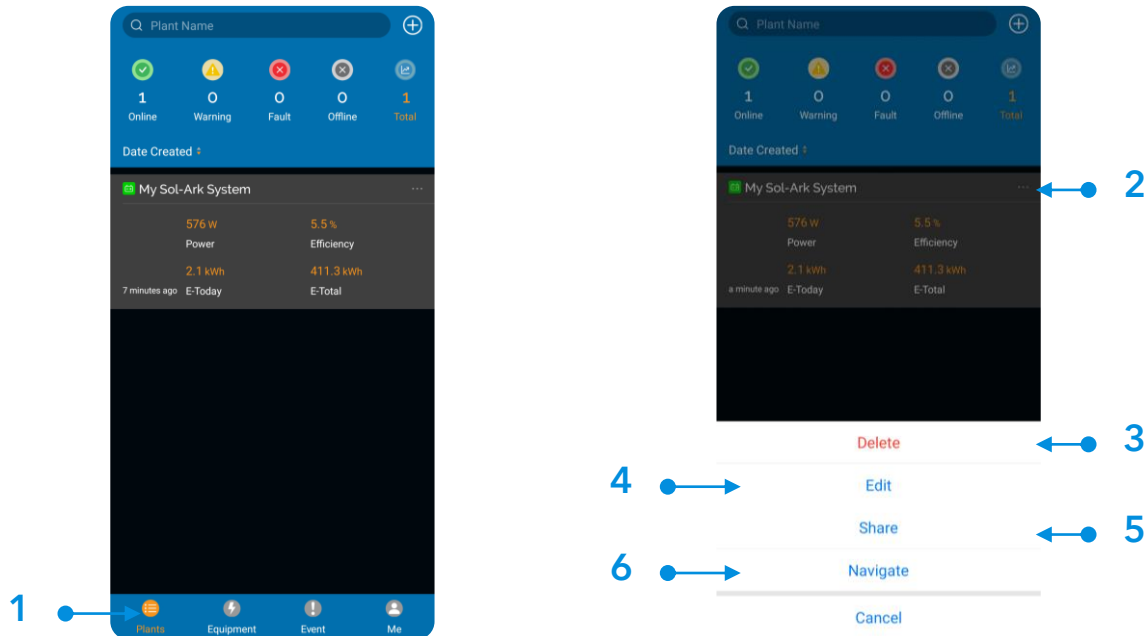 Plant Name
1 0 0 0 1
Online Warning Fault Offline Total
Date Created
My Sol-Ark System ...
576 W 5.5 %
Power Efficiency
2.1 kWh 411.3 kWh
7 minutes ago E-Today E-Total
1
Plants Equipment Event Me
Plant Name
1 0 0 0 1
Online Warning Fault Offline Total
Date Created
My Sol-Ark System ... 2
576 W 5.5 %
Power Efficiency
2.1 kWh 411.3 kWh
a minute ago E-Today E-Total
Delete 3
4 Edit
Share 5
6 Navigate
Cancel